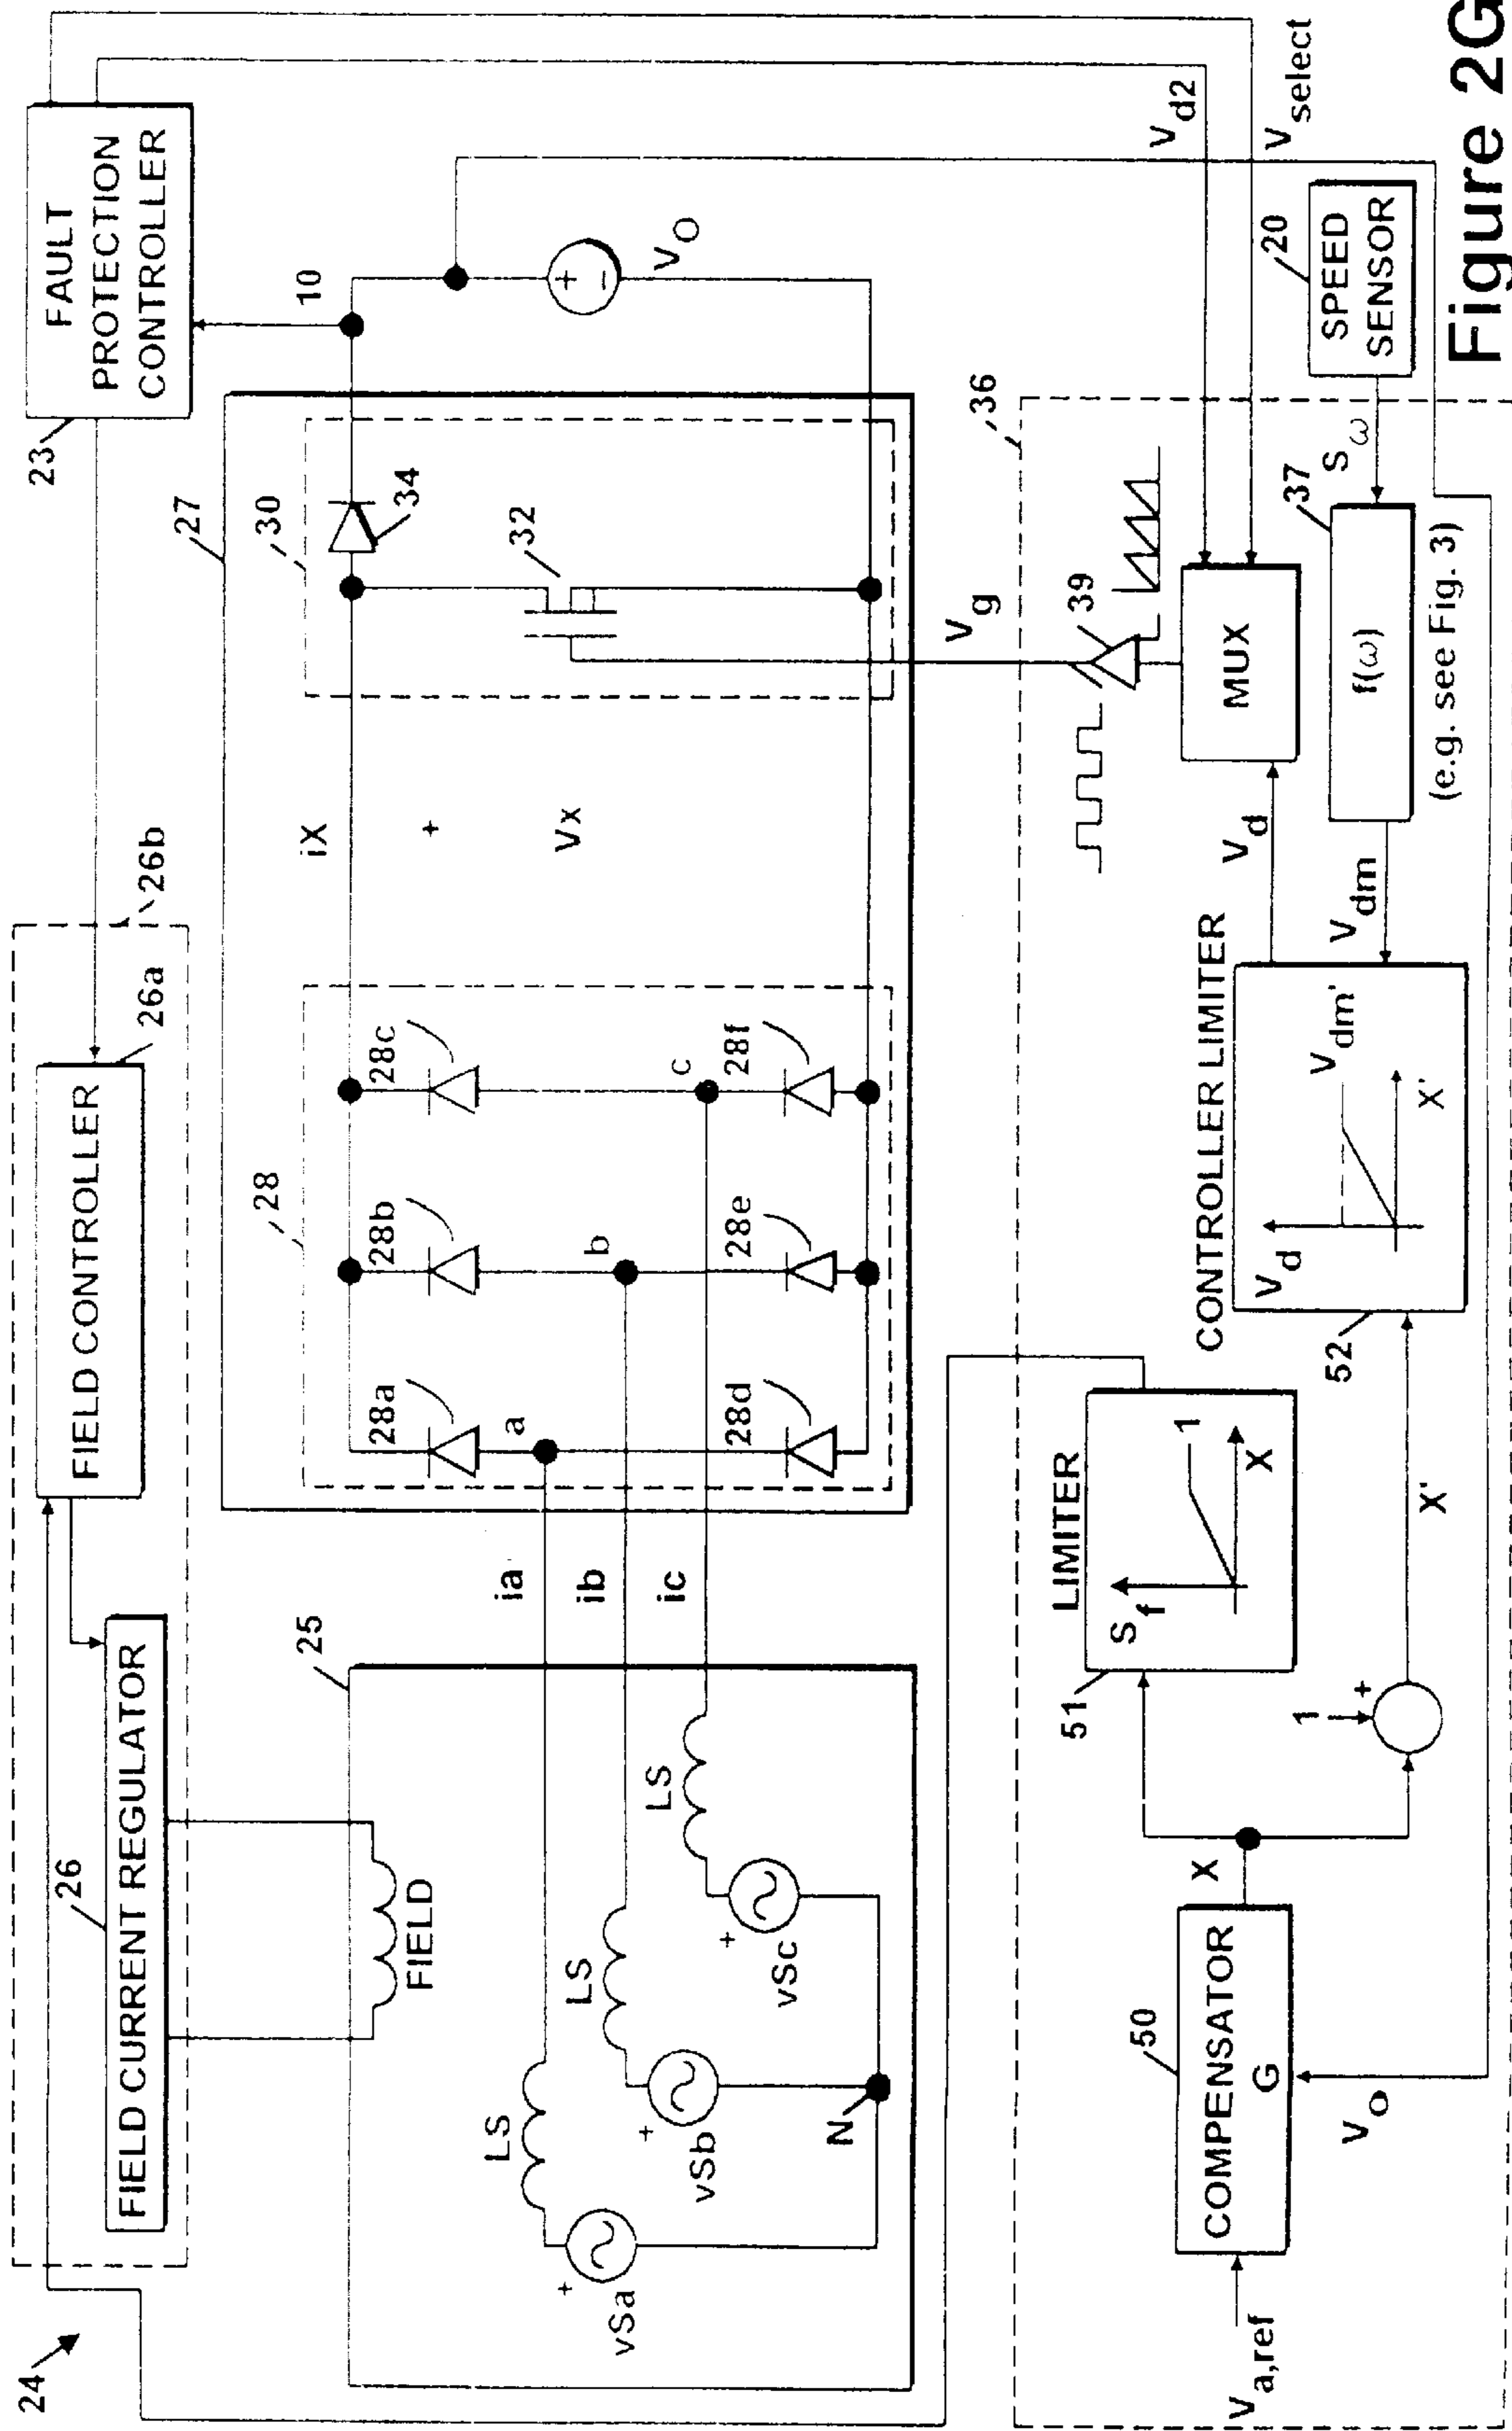 24
26
FIELD CURRENT REGULATOR
FIELD CONTROLLER
26a
26b
23
FAULT
PROTECTION
CONTROLLER
FIELD
25
vSa
+
LS
vSb
+
LS
vSc
+
LS
N
ia
ib
ic
27
28
28a
28b
28c
a
b
c
28d
28e
28f
iX
+
Vx
30
34
32
10
+
−
VO
Vd2
Vselect
Vg
36
39
MUX
20
SPEED
SENSOR
Sω
37
f(ω)
(e.g. see Fig. 3)
Vdm
Vd
CONTROLLER LIMITER
Vd
Vdm'
X'
52
LIMITER
Sf
1
X
51
1
+
X'
X
50
COMPENSATOR
G
Va,ref
Vo
Figure 2G